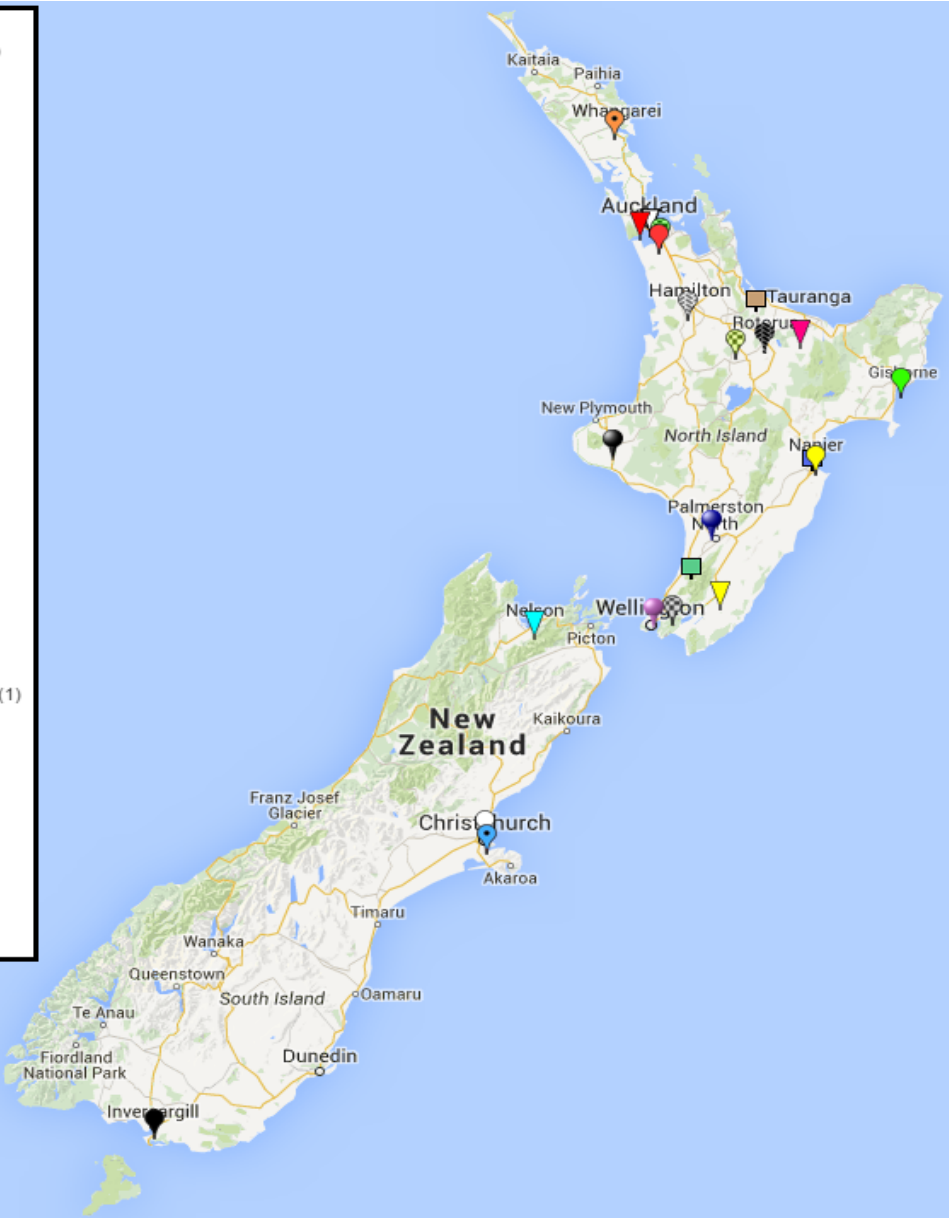 )
(1)
Kaitaia
Paihia
Whangarei
Auckland
Hamilton
Tauranga
Rotorua
Gisborne
New Plymouth
North Island
Napier
Palmerston
North
Wellington
Nelson
Picton
New
Zealand
Kaikoura
Franz Josef
Glacier
Christchurch
Akaroa
Timaru
Wanaka
Queenstown
South Island
Oamaru
Te Anau
Fiordland
National Park
Dunedin
Invercargill